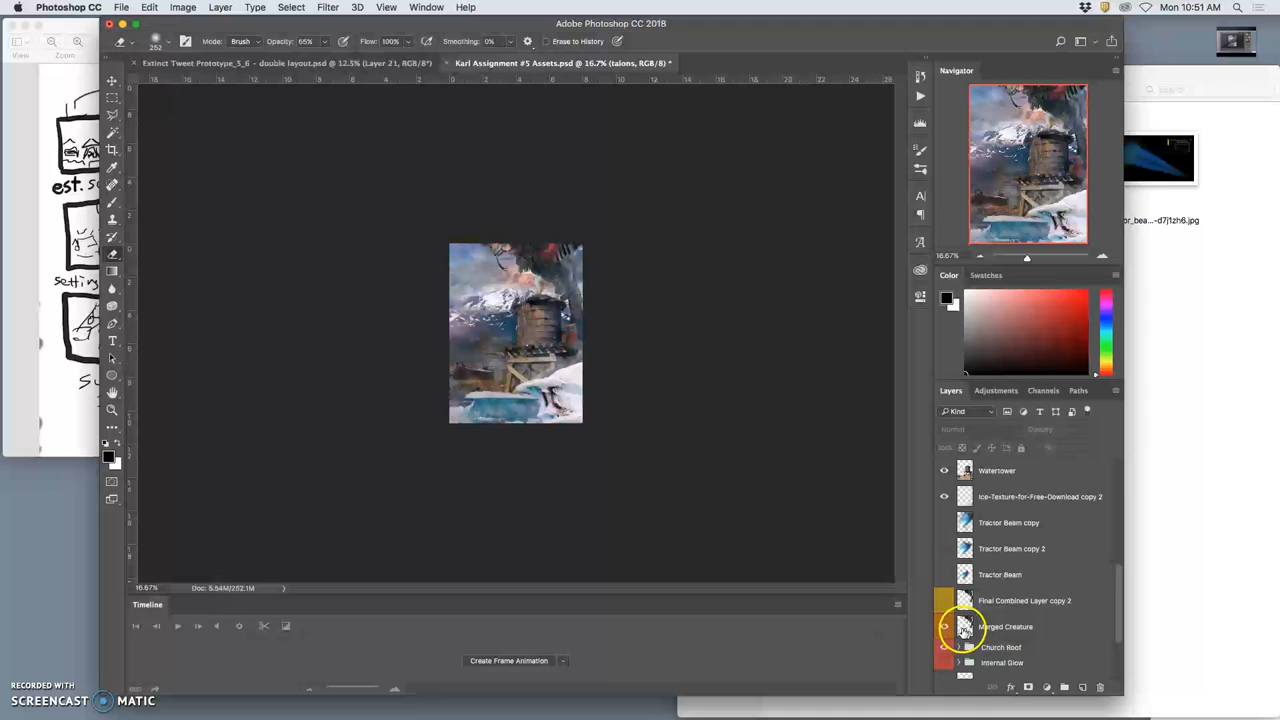 Photoshop CC File Edit Image Layer Type Select Filter 3D View Window Help Mon 10:51 AM
Adobe Photoshop CC 2018
252 Mode: Brush Opacity: 65% Flow: 100% Smoothing: 0% Erase to History
View Zoom
Extinct Tweet Prototype_5_6 - double layout.psd @ 12.5% (Layer 21, RGB/8*) Karl Assignment #5 Assets.psd @ 16.7% (talons, RGB/8) *
Navigator
est.
16.67%
Color Swatches
Layers Adjustments Channels Paths
Kind
Normal Opacity:
Lock:
Watertower
Ice-Texture-for-Free-Download copy 2
Tractor Beam copy
Tractor Beam copy 2
Tractor Beam
Final Combined Layer copy 2
Merged Creature
Church Roof
Internal Glow
16.67% Doc: 5.54M/252.1M
Timeline
Create Frame Animation
or_bea...-d7j1zh6.jpg
RECORDED WITH
SCREENCAST MATIC